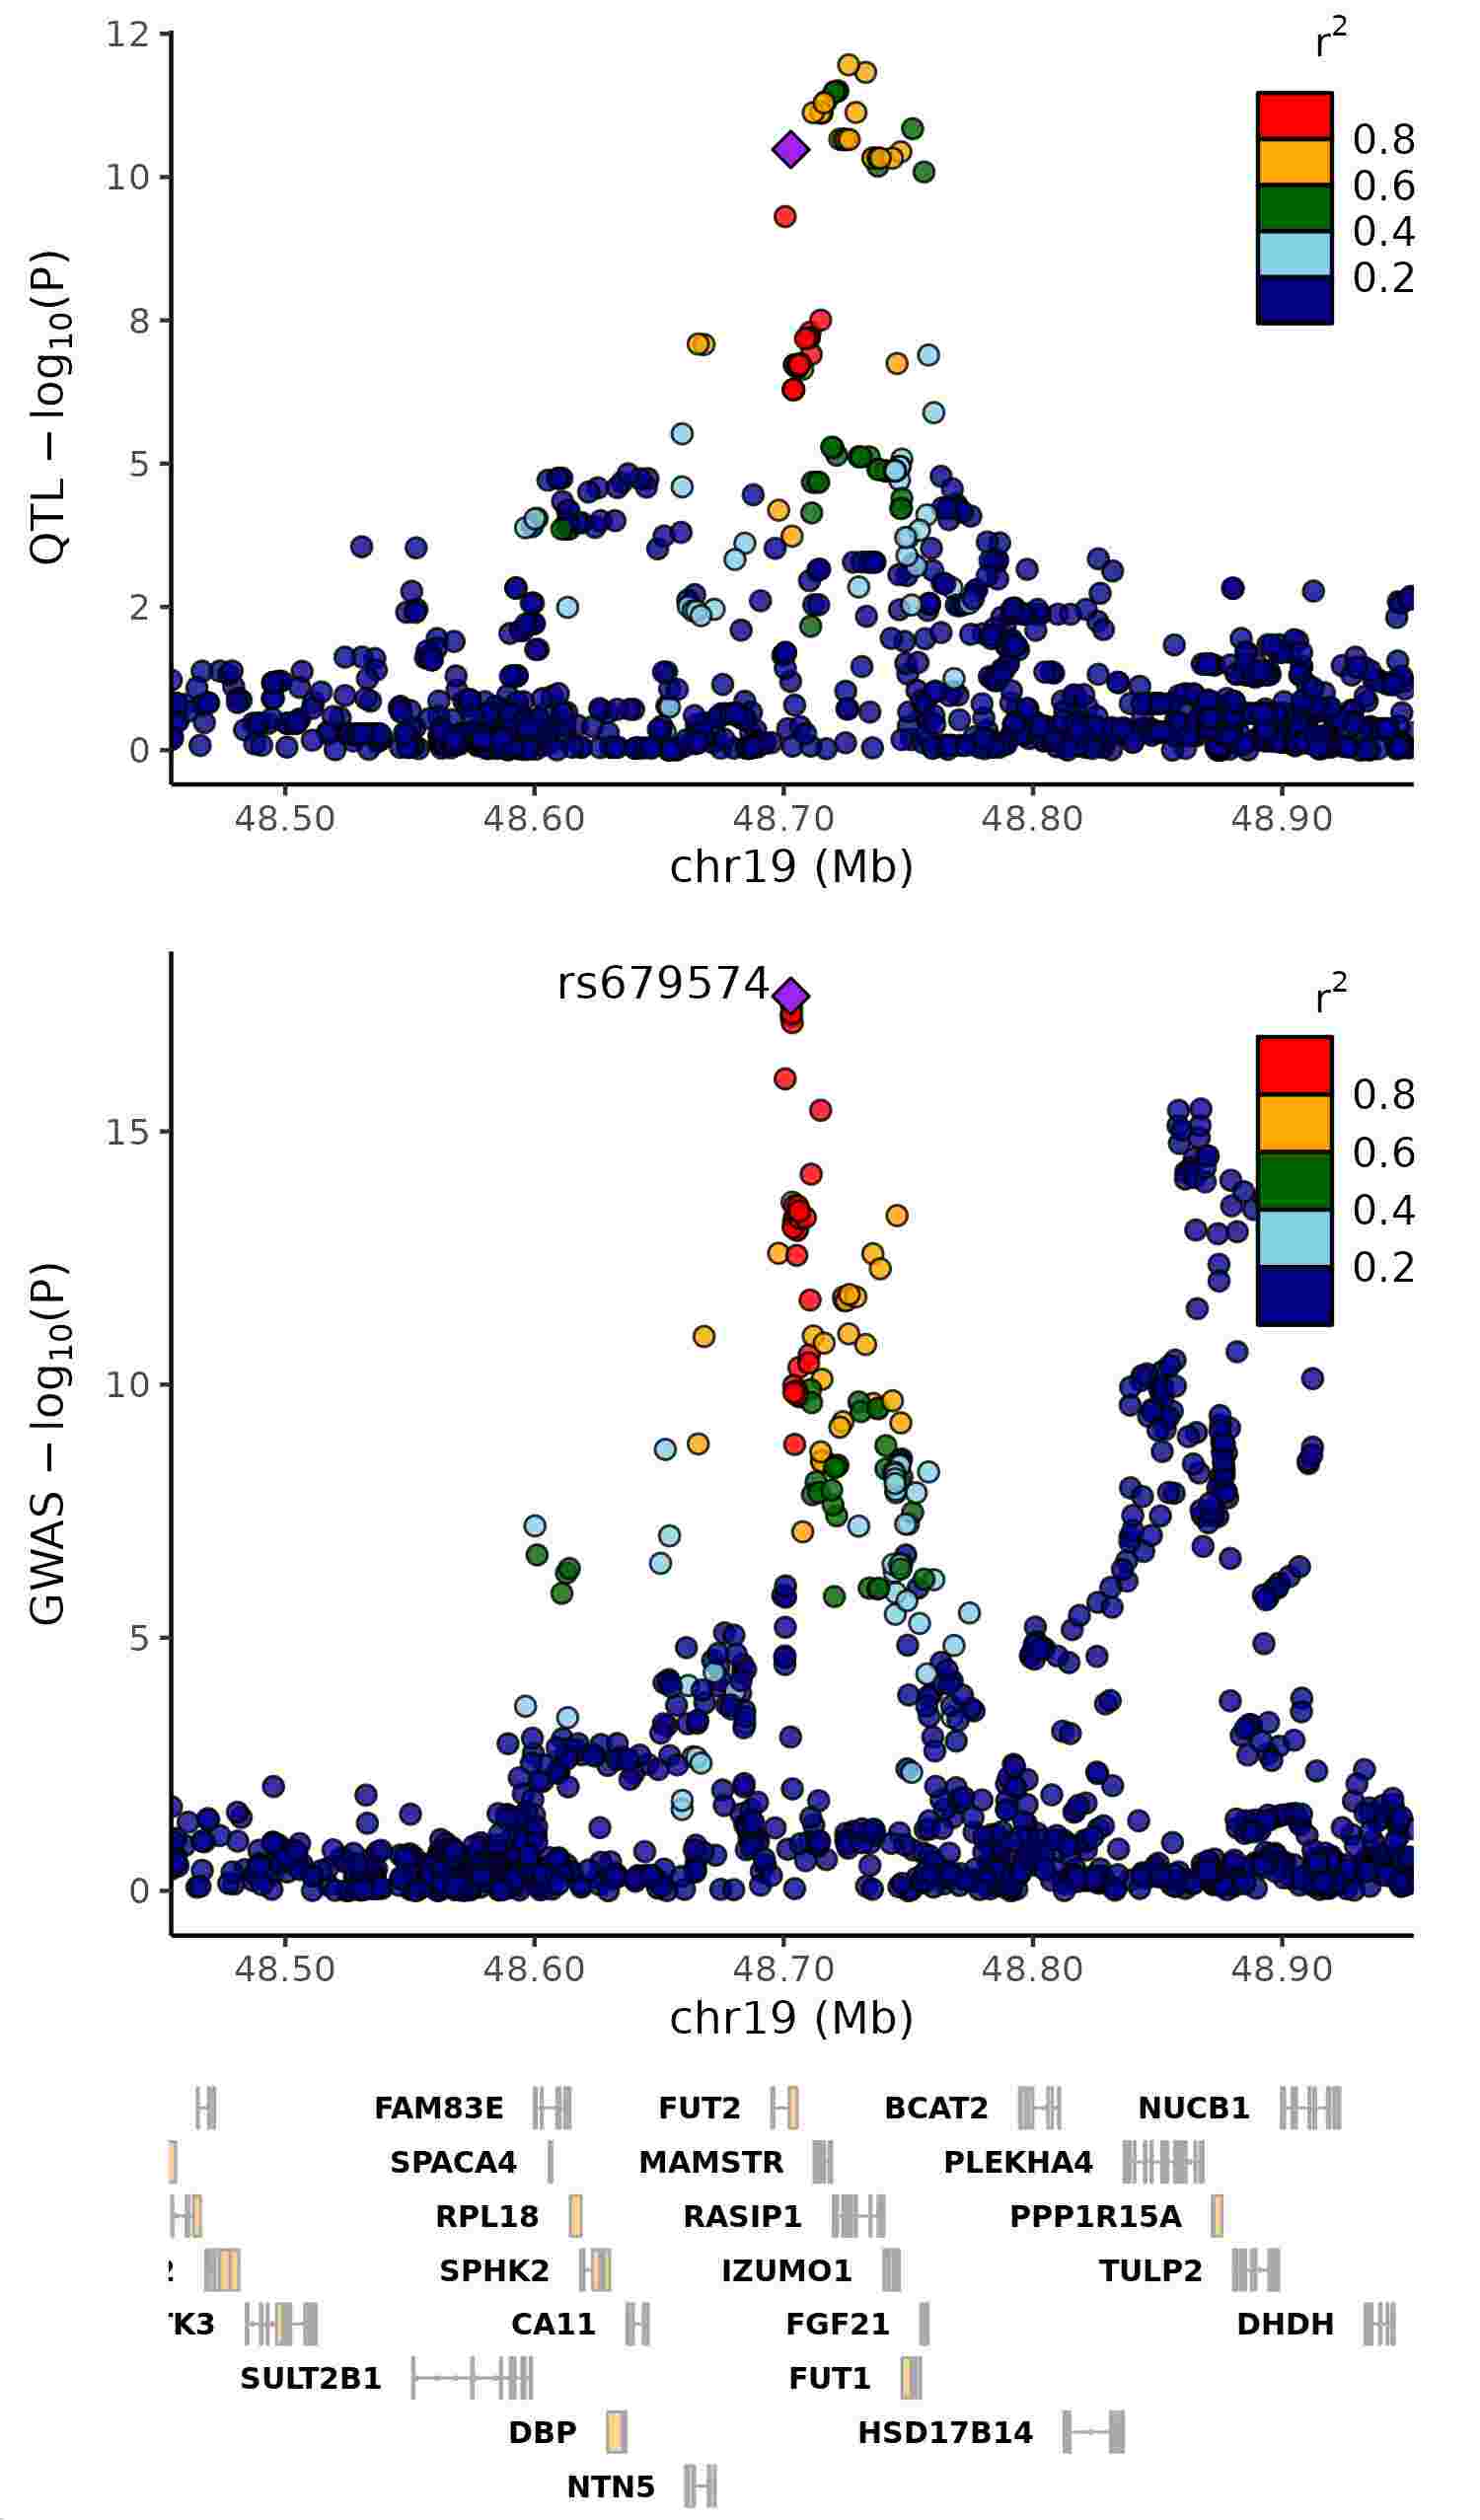 12
r2
0.8
10
0.6
0.4
0.2
8
5
2
0
QTL − log10(P)
48.50 48.60 48.70 48.80 48.90
chr19 (Mb)
rs679574
r2
0.8
15
0.6
0.4
0.2
10
5
0
GWAS − log10(P)
48.50 48.60 48.70 48.80 48.90
chr19 (Mb)
FAM83E FUT2 BCAT2 NUCB1
SPACA4 MAMSTR PLEKHA4
RPL18 RASIP1 PPP1R15A
SPHK2 IZUMO1 TULP2
K3 CA11 FGF21 DHDH
SULT2B1 FUT1
DBP HSD17B14
NTN5